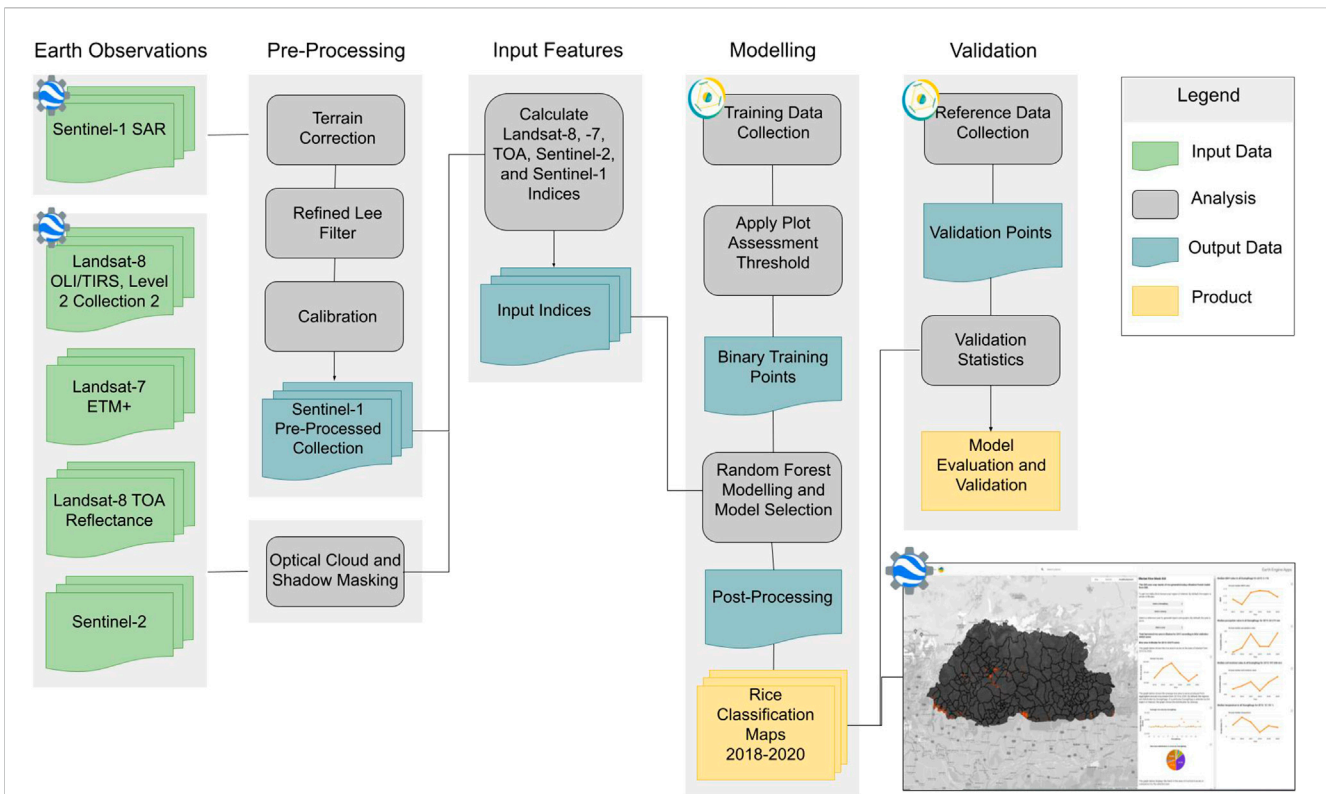 Earth Observations
Pre-Processing
Input Features
Modelling
Validation
Sentinel-1 SAR
Landsat-8
OLI/TIRS, Level
2 Collection 2
Landsat-7
ETM+
Landsat-8 TOA
Reflectance
Sentinel-2
Terrain
Correction
Refined Lee
Filter
Calibration
Sentinel-1
Pre-Processed
Collection
Optical Cloud and
Shadow Masking
Calculate
Landsat-8, -7,
TOA, Sentinel-2,
and Sentinel-1
Indices
Input Indices
Training Data
Collection
Apply Plot
Assessment
Threshold
Binary Training
Points
Random Forest
Modelling and
Model Selection
Post-Processing
Rice
Classification
Maps
2018-2020
Reference Data
Collection
Validation Points
Validation
Statistics
Model
Evaluation and
Validation
Legend
Input Data
Analysis
Output Data
Product
Earth Engine Apps